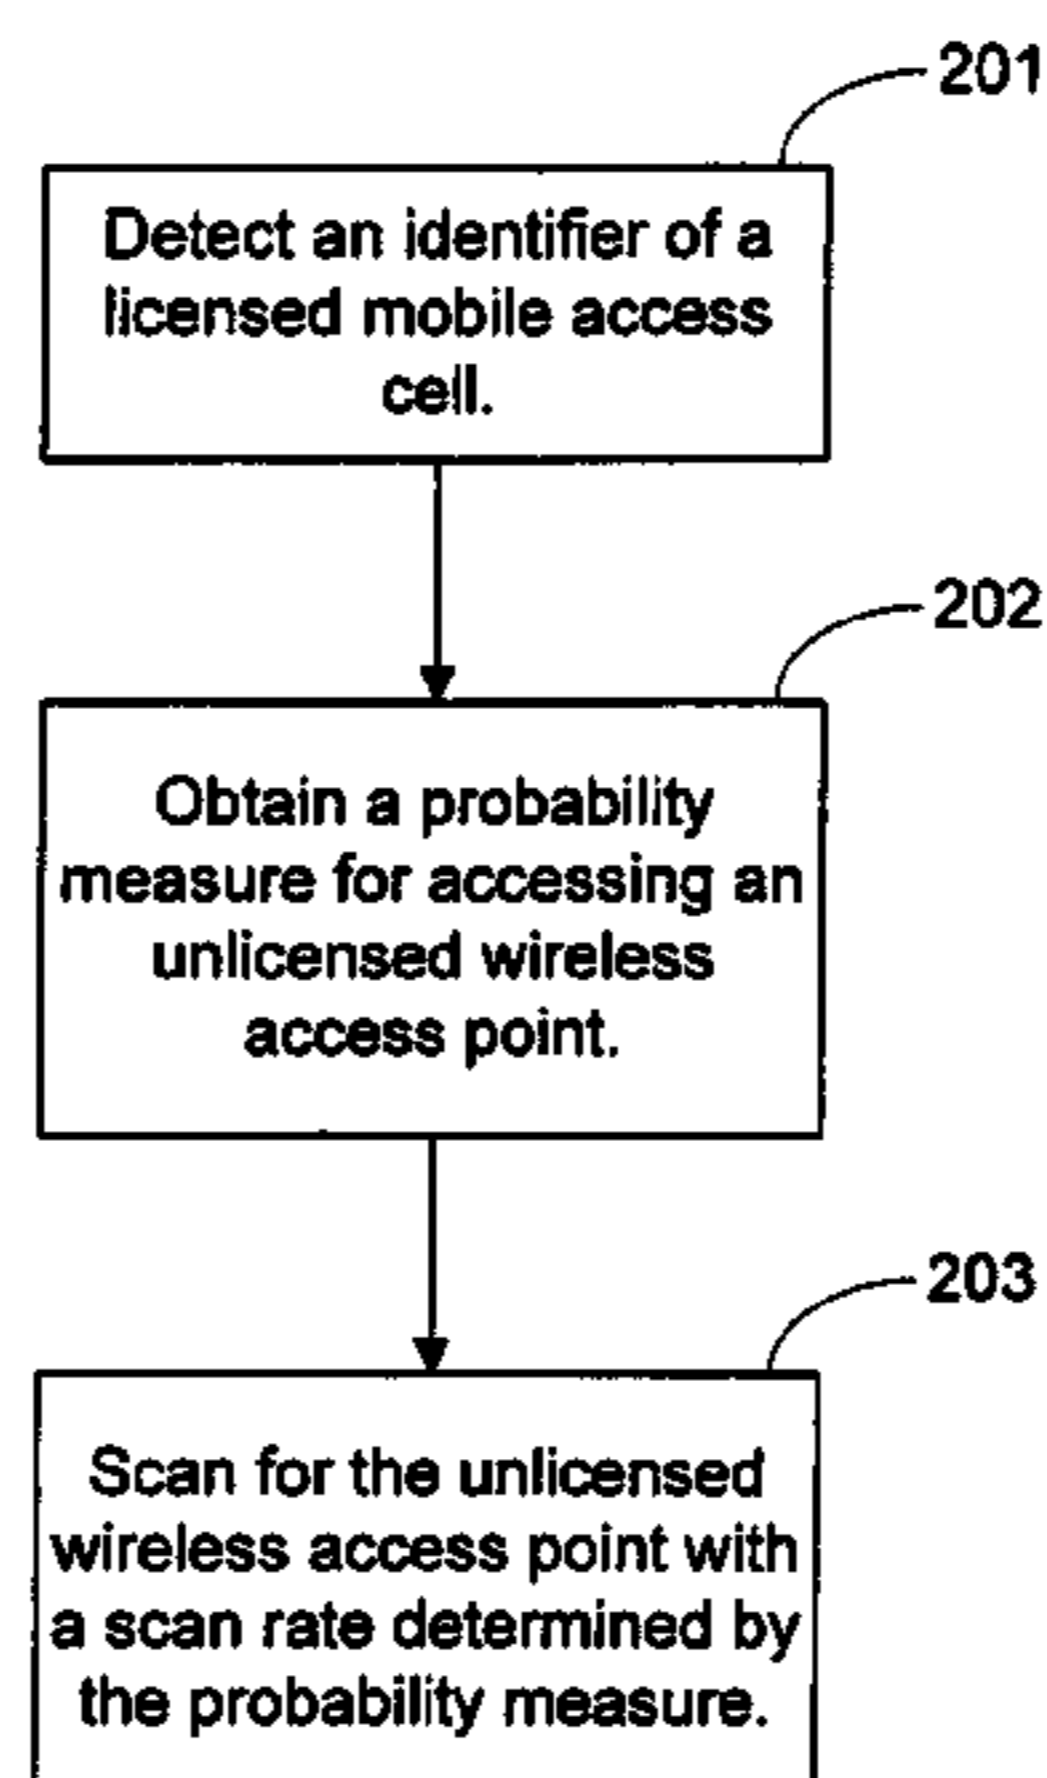 201
Detect an identifier of a
licensed mobile access
cell.
202
Obtain a probability
measure for accessing an
unlicensed wireless
access point.
203
Scan for the unlicensed
wireless access point with
a scan rate determined by
the probability measure.